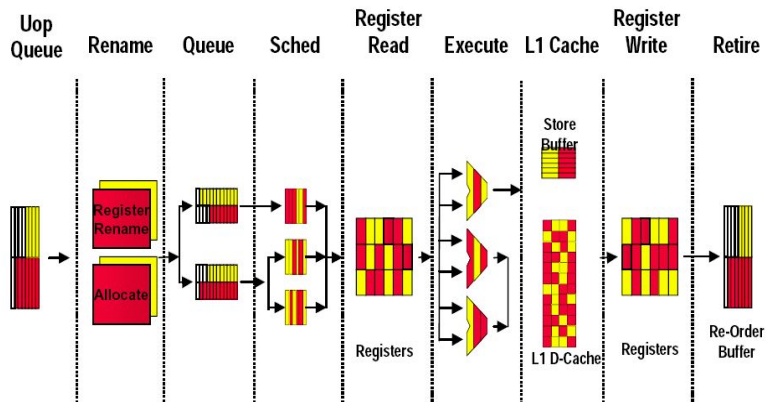 Uop
Queue
Rename
Queue
Sched
Register
Read
Execute
L1 Cache
Register
Write
Retire
Store
Buffer
Register
Rename
Allocate
Registers
L1 D-Cache
Registers
Re-Order
Buffer